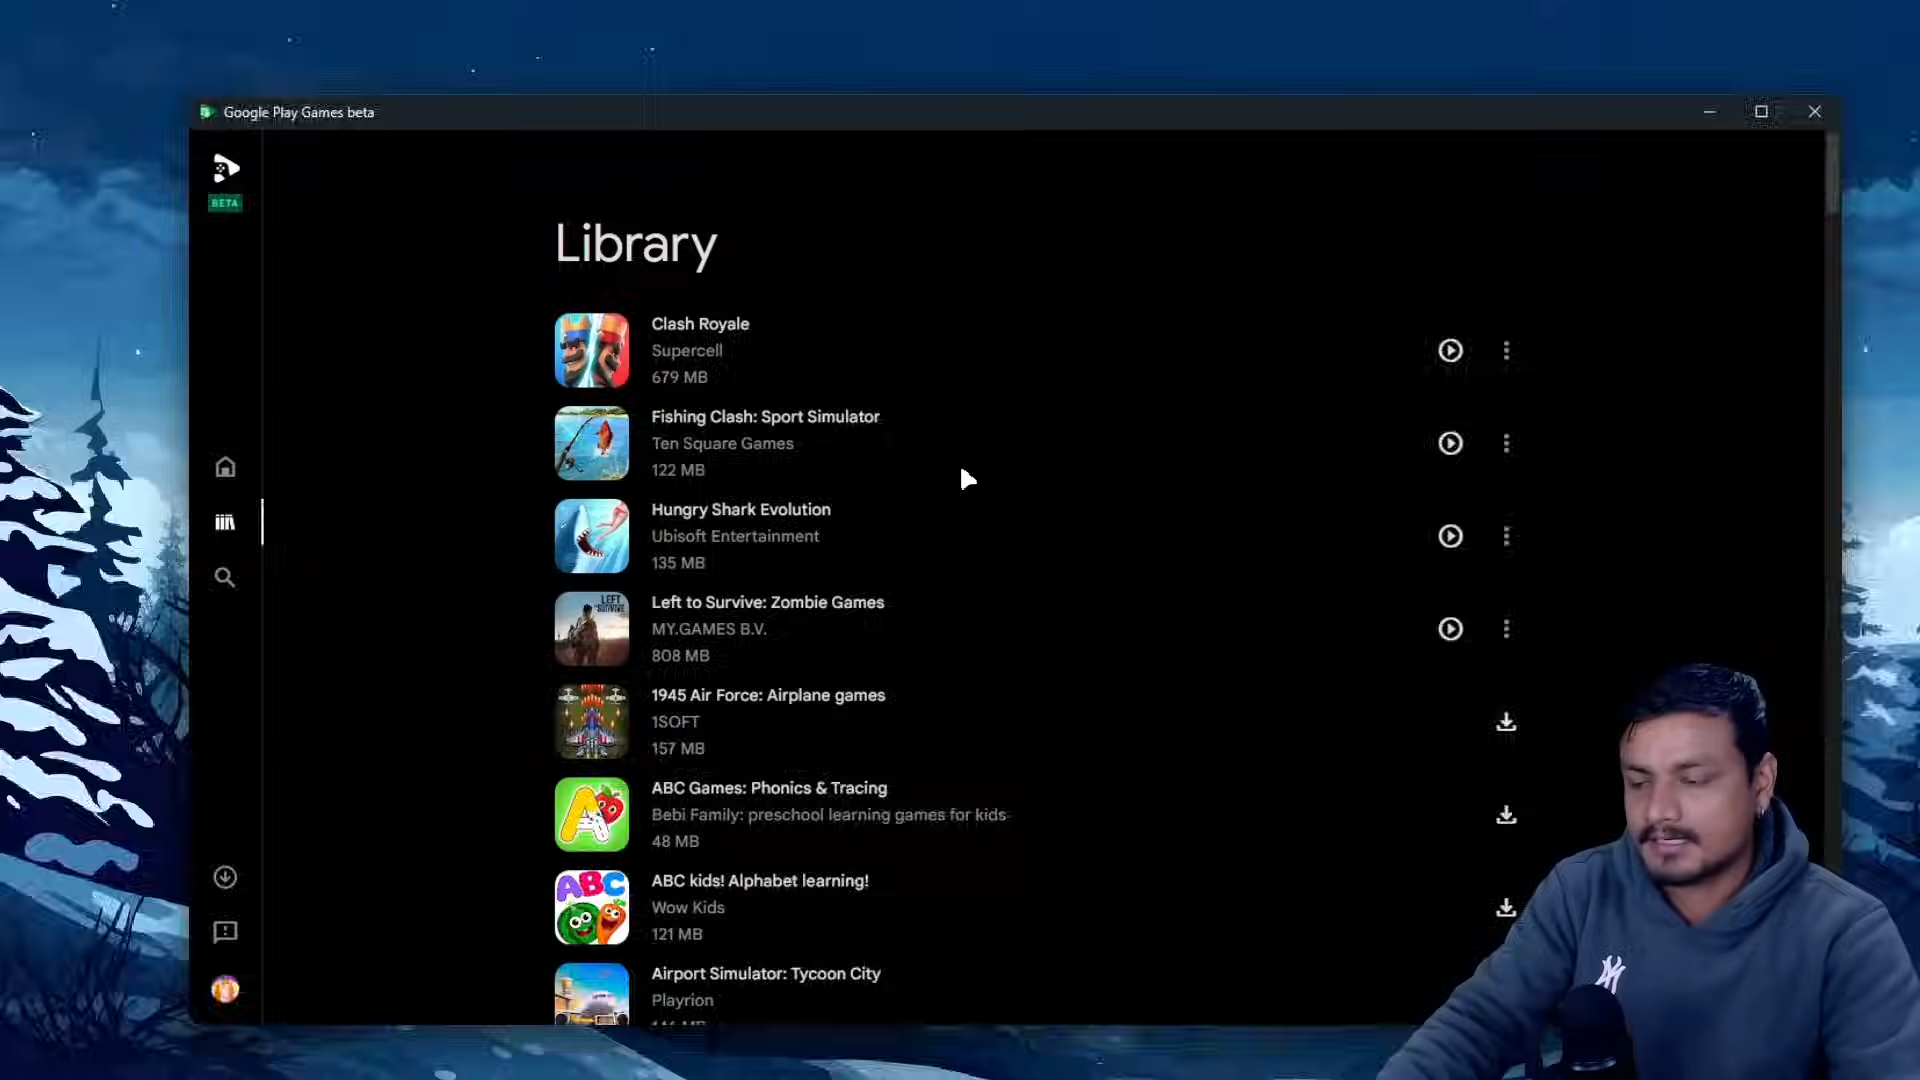 Google Play Games beta
BETA
Library
Clash Royale
Supercell
679 MB
Fishing Clash: Sport Simulator
Ten Square Games
122 MB
Hungry Shark Evolution
Ubisoft Entertainment
135 MB
LEFT
Left to Survive: Zombie Games
MY.GAMES B.V.
808 MB
1945 Air Force: Airplane games
1SOFT
157 MB
ABC Games: Phonics & Tracing
Bebi Family: preschool learning games for kids
48 MB
ABC
ABC kids! Alphabet learning!
Wow Kids
121 MB
Airport Simulator: Tycoon City
Playrion